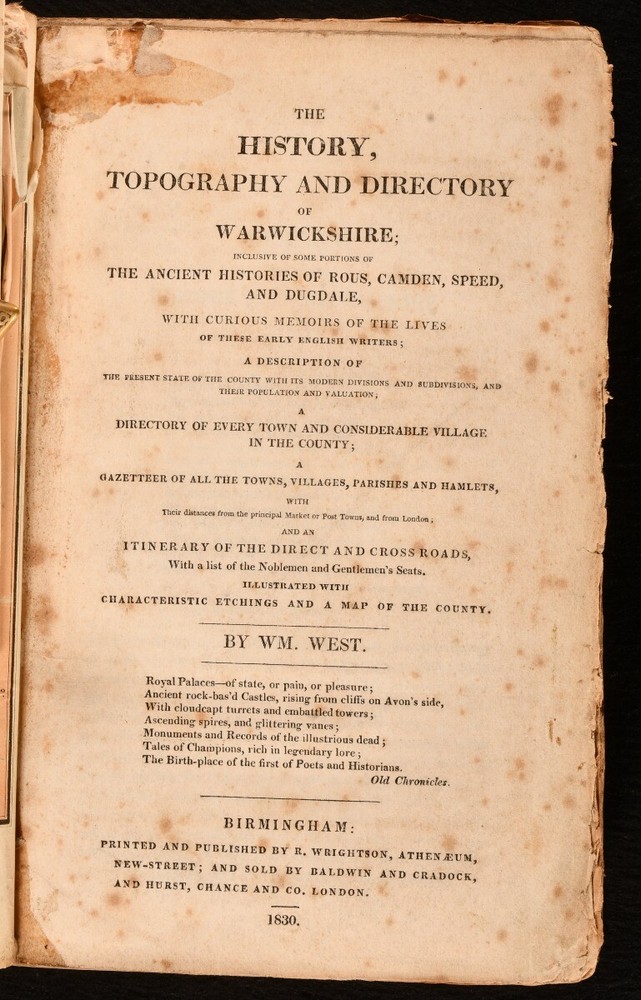 THE
HISTORY,
TOPOGRAPHY AND DIRECTORY
OF
WARWICKSHIRE;
INCLUSIVE OF SOME PORTIONS OF
THE ANCIENT HISTORIES OF ROUS, CAMDEN, SPEED,
AND DUGDALE,
WITH CURIOUS MEMOIRS OF THE LIVES
OF THESE EARLY ENGLISH WRITERS;
A DESCRIPTION OF
THE PRESENT STATE OF THE COUNTY WITH ITS MODERN DIVISIONS AND SUBDIVISIONS, AND
THEIR POPULATION AND VALUATION;
A
DIRECTORY OF EVERY TOWN AND CONSIDERABLE VILLAGE
IN THE COUNTY;
A
GAZETTEER OF ALL THE TOWNS, VILLAGES, PARISHES AND HAMLETS,
WITH
Their distances from the principal Market or Post Towns, and from London;
AND AN
ITINERARY OF THE DIRECT AND CROSS ROADS,
With a list of the Noblemen and Gentlemen's Seats.
ILLUSTRATED WITH
CHARACTERISTIC ETCHINGS AND A MAP OF THE COUNTY.
BY WM. WEST.
Royal Palaces—of state, or pain, or pleasure;
Ancient rock-bas'd Castles, rising from cliffs on Avon's side,
With cloudcapt turrets and embattled towers;
Ascending spires, and glittering vanes;
Monuments and Records of the illustrious dead;
Tales of Champions, rich in legendary lore;
The Birth-place of the first of Poets and Historians.
Old Chronicles.
BIRMINGHAM:
PRINTED AND PUBLISHED BY R. WRIGHTSON, ATHENÆUM,
NEW-STREET; AND SOLD BY BALDWIN AND CRADOCK,
AND HURST, CHANCE AND CO. LONDON.
1830.